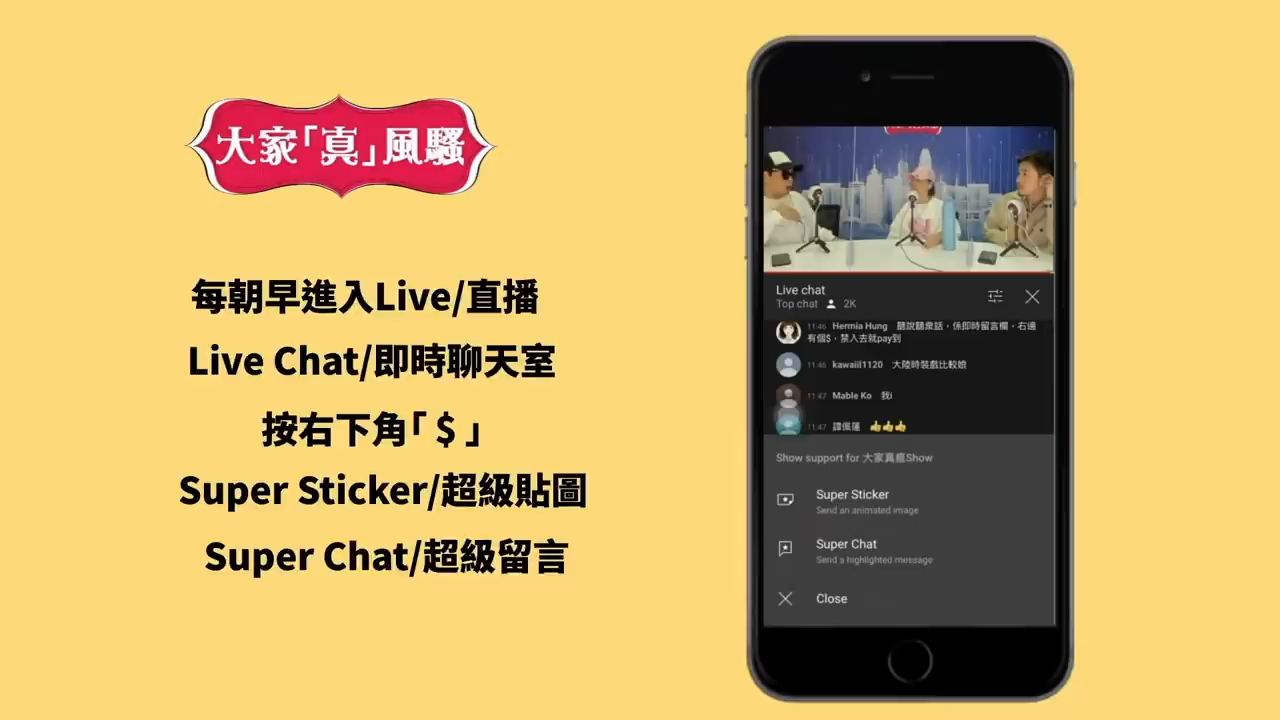 大家「真」風騷
每朝早進入Live/直播
Live Chat/即時聊天室
按右下角「$」
Super Sticker/超級貼圖
Super Chat/超級留言
Live chat
Top chat 2K
11:46 Hermia Hung 聽說聽衆話，係即時留言欄，右邊
有個$，禁入去就pay到
11:46 kawaiil1120 大陸時裝戲比較娘
11:47 Mable Ko 我i
11:47 譚佩蓮 👍👍👍
Show support for 大家真瘋Show
Super Sticker
Send an animated image
Super Chat
Send a highlighted message
Close